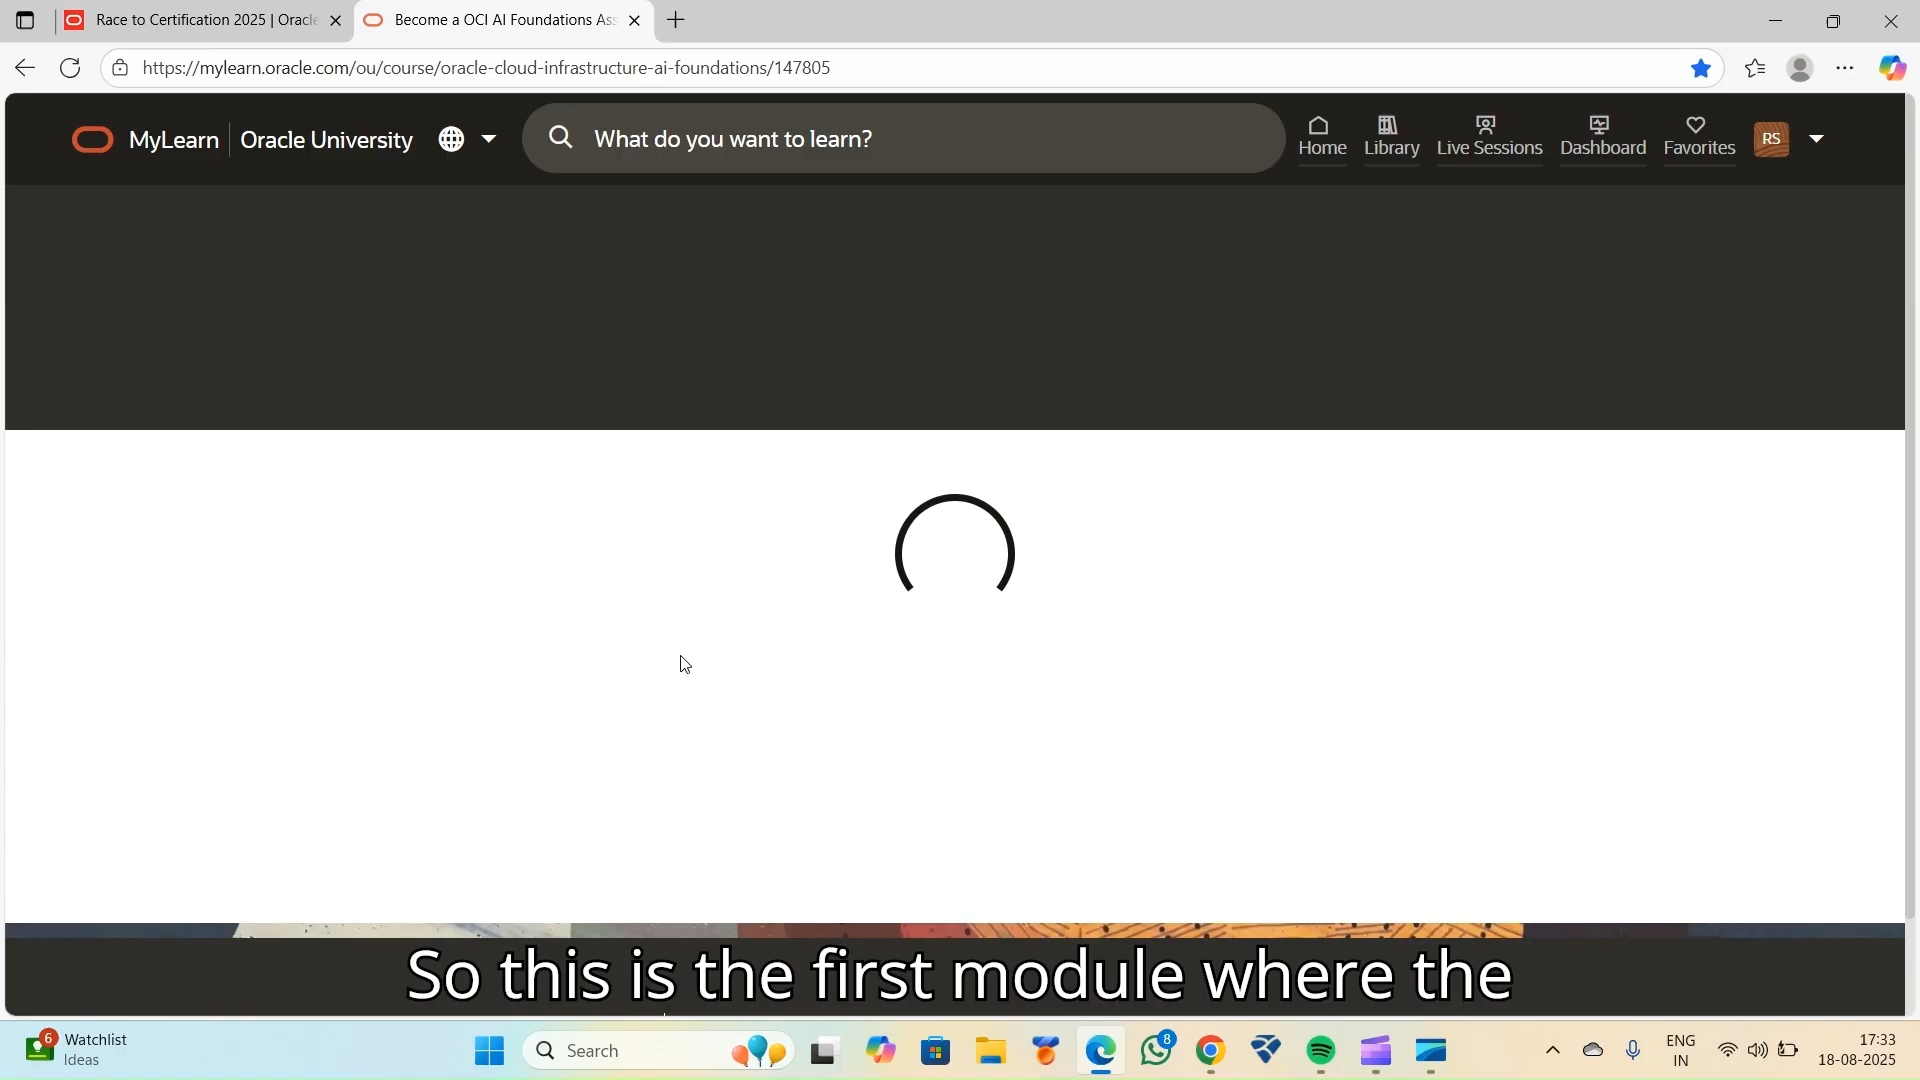 Race to Certification 2025 | Oracle
Become a OCI AI Foundations Ass
https://mylearn.oracle.com/ou/course/oracle-cloud-infrastructure-ai-foundations/147805
MyLearn | Oracle University
What do you want to learn?
Home
Library
Live Sessions
Dashboard
Favorites
RS
So this is the first module where the
6
Watchlist
Ideas
Search
8
ENG
IN
17:33
18-08-2025